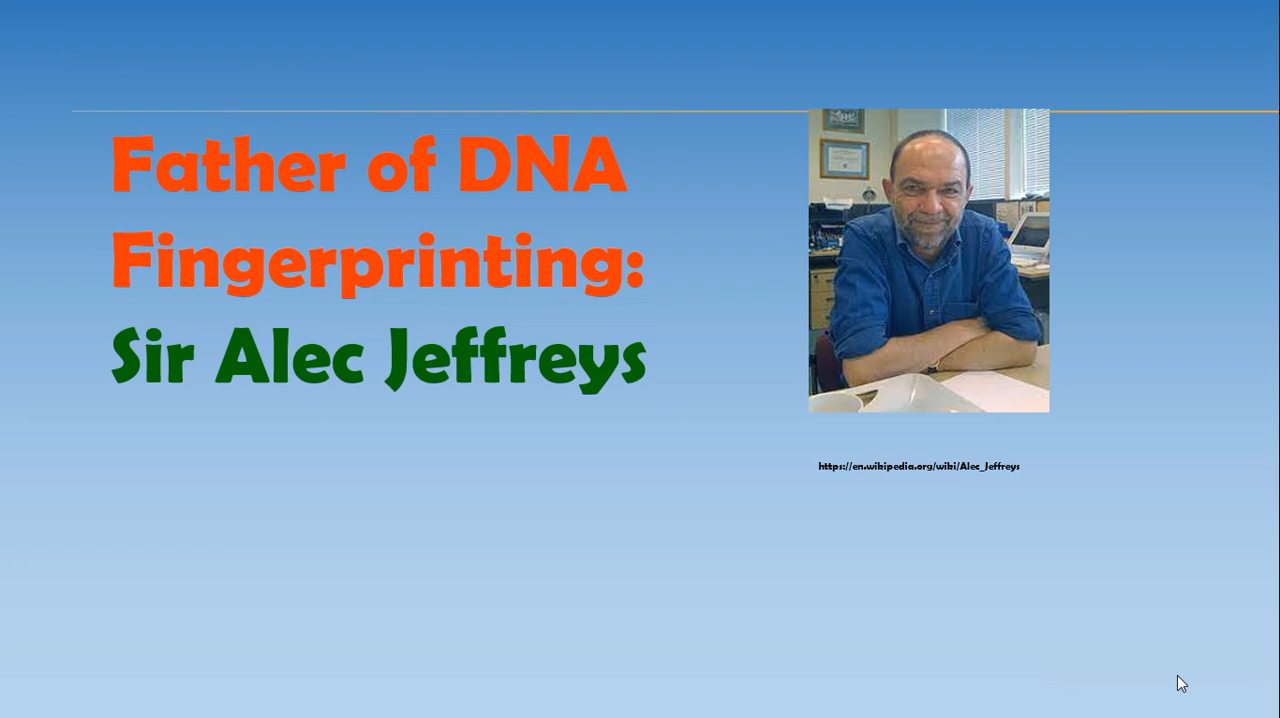 Father of DNA
Fingerprinting:
Sir Alec Jeffreys
https://en.wikipedia.org/wiki/Alec_Jeffreys